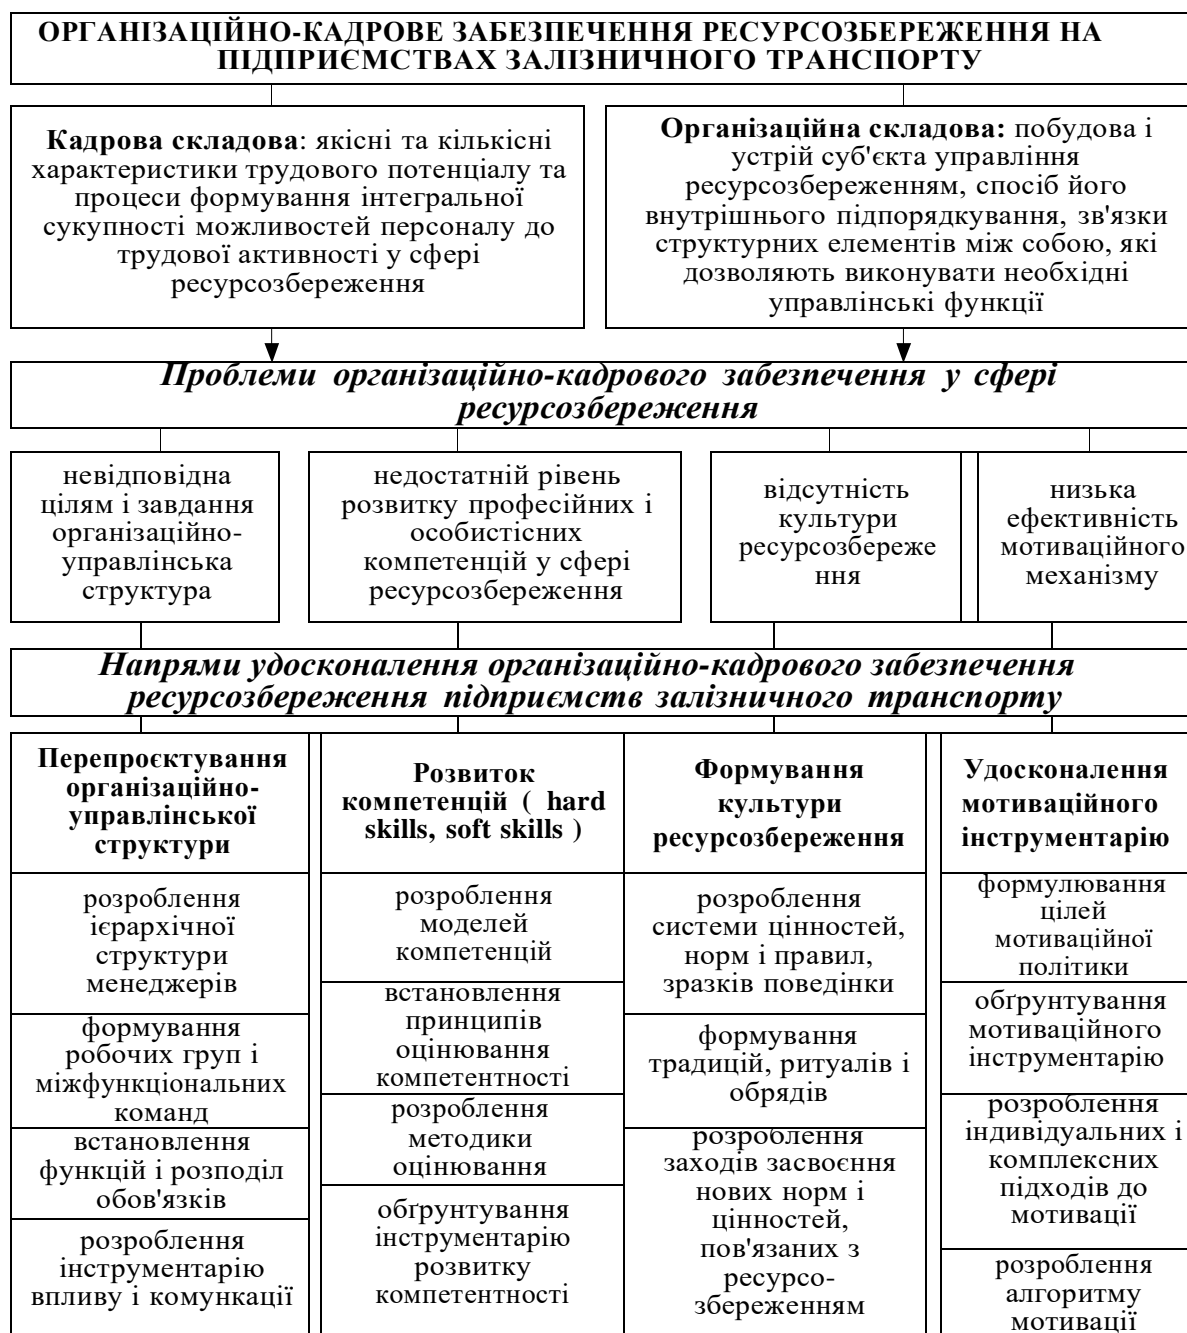 ОРГАНІЗАЦІЙНО-КАДРОВЕ ЗАБЕЗПЕЧЕННЯ РЕСУРСОЗБЕРЕЖЕННЯ НА
ПІДПРИЄМСТВАХ ЗАЛІЗНИЧНОГО ТРАНСПОРТУ
Кадрова складова: якісні та кількісні
характеристики трудового потенціалу та
процеси формування інтегральної
сукупності можливостей персоналу до
трудової активності у сфері
ресурсозбереження
Організаційна складова: побудова і
устрій суб'єкта управління
ресурсозбереженням, спосіб його
внутрішнього підпорядкування, зв'язки
структурних елементів між собою, які
дозволяють виконувати необхідні
управлінські функції
Проблеми організаційно-кадрового забезпечення у сфері
ресурсозбереження
невідповідна
цілям і завдання
організаційно-
управлінська
структура
недостатній рівень
розвитку професійних і
особистісних
компетенцій у сфері
ресурсозбереження
відсутність
культури
ресурсозбереже
ння
низька
ефективність
мотиваційного
механізму
Напрями удосконалення організаційно-кадрового забезпечення
ресурсозбереження підприємств залізничного транспорту
Перепроєктування
організаційно-
управлінської
структури
розроблення
ієрархічної
структури
менеджерів
формування
робочих груп і
міжфункціональних
команд
встановлення
функцій і розподіл
обов'язків
розроблення
інструментарію
впливу і комункації
Розвиток
компетенцій ( hard
skills, soft skills )
розроблення
моделей
компетенцій
встановлення
принципів
оцінювання
компетентності
розроблення
методики
оцінювання
обґрунтування
інструментарію
розвитку
компетентності
Формування
культури
ресурсозбереження
розроблення
системи цінностей,
норм і правил,
зразків поведінки
формування
традицій, ритуалів і
обрядів
розроблення
заходів засвоєння
нових норм і
цінностей,
пов'язаних з
ресурсо-
збереженням
Удосконалення
мотиваційного
інструментарію
формулювання
цілей
мотиваційної
політики
обґрунтування
мотиваційного
інструментарію
розроблення
індивідуальних і
комплексних
підходів до
мотивації
розроблення
алгоритму
мотивації